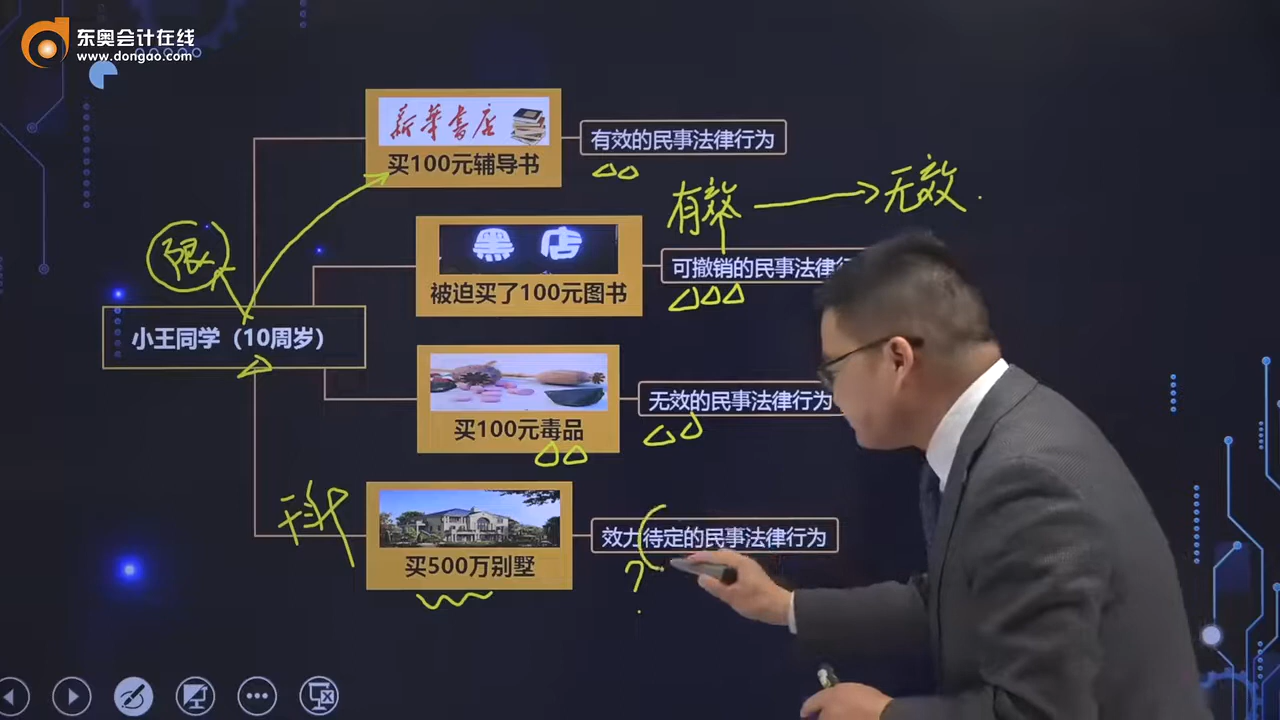 东奥会计在线
www.dongao.com
新华书店
买100元辅导书
有效的民事法律行为
有效
无效
限
黑店
被迫买了100元图书
可撤销的民事法律行
小王同学（10周岁）
买100元毒品
无效的民事法律行为
买500万别墅
效力待定的民事法律行为
?